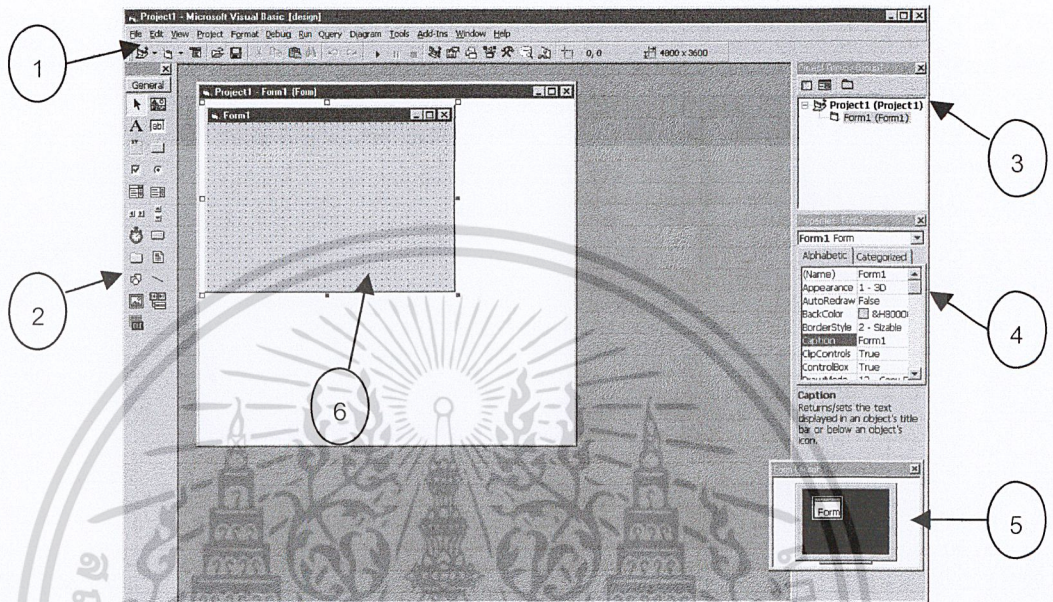 Project1 - Microsoft Visual Basic [design]
File Edit View Project Format Debug Run Query Diagram Tools Add-Ins Window Help
0, 0
4800 x 3600
1
General
Project1 - Form1 (Form)
Form1
Project1 (Project1)
Form1 (Form1)
3
Form1 Form
Alphabetic Categorized
(Name) Form1
Appearance 1 - 3D
AutoRedraw False
BackColor &H8000
BorderStyle 2 - Sizable
Caption Form1
ClipControls True
ControlBox True
2
4
6
Caption
Returns/sets the text
displayed in an object's title
bar or below an object's
icon.
Form
5